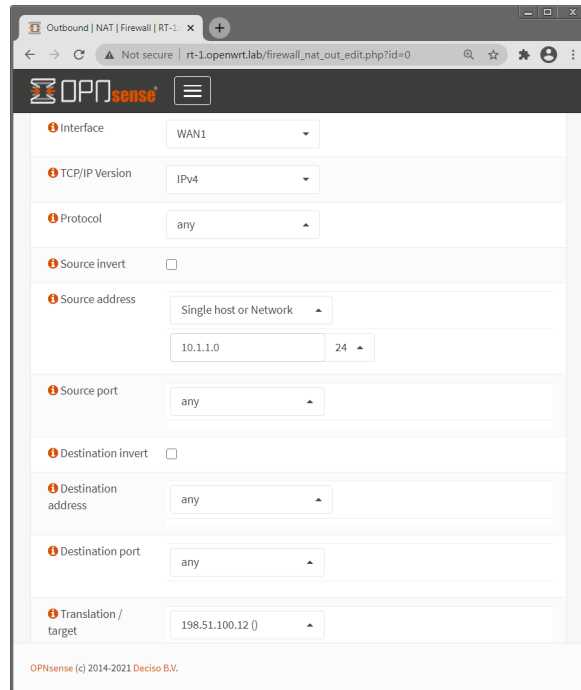 Outbound | NAT | Firewall | RT-1.
Not secure | rt-1.openwrt.lab/firewall_nat_out_edit.php?id=0
OPNsense®
Interface WAN1
TCP/IP Version IPv4
Protocol any
Source invert
Source address Single host or Network
10.1.1.0 24
Source port any
Destination invert
Destination
address any
Destination port any
Translation /
target 198.51.100.12 ()
OPNsense (c) 2014-2021 Deciso B.V.